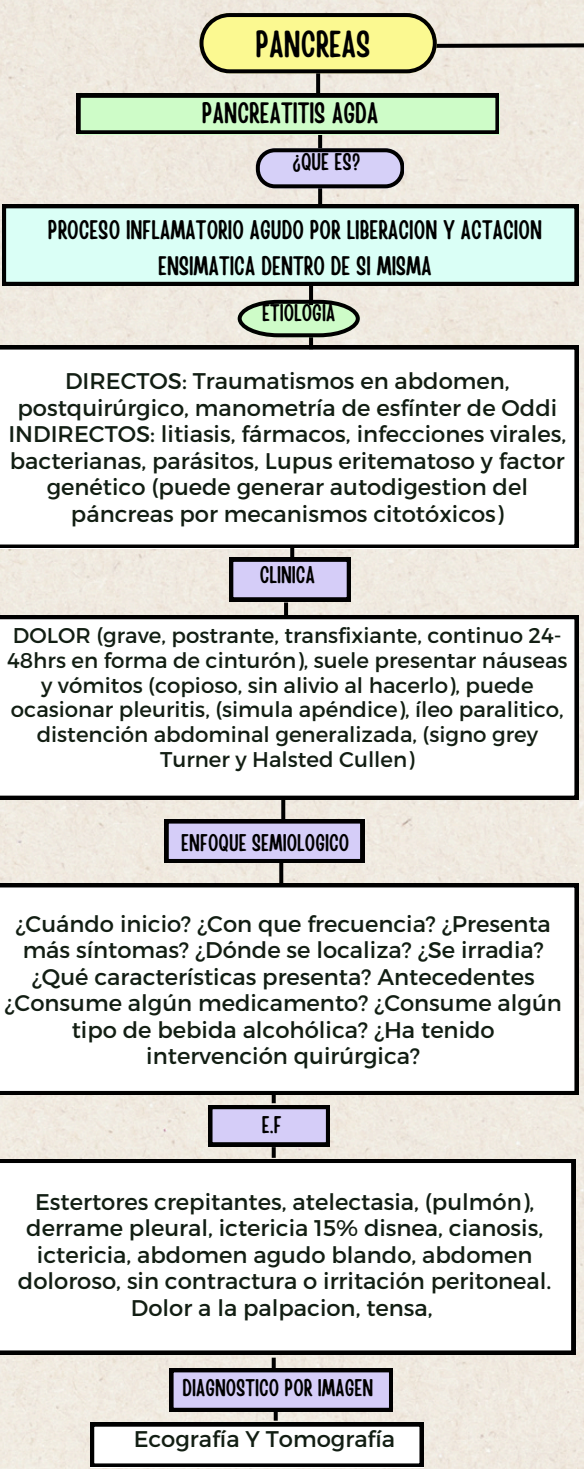 PANCREAS
PANCREATITIS AGDA
¿QUE ES?
PROCESO INFLAMATORIO AGUDO POR LIBERACION Y ACTACION
ENSIMATICA DENTRO DE SI MISMA
ETIOLOGIA
DIRECTOS: Traumatismos en abdomen,
postquirúrgico, manometría de esfínter de Oddi
INDIRECTOS: litiasis, fármacos, infecciones virales,
bacterianas, parásitos, Lupus eritematoso y factor
genético (puede generar autodigestion del
páncreas por mecanismos citotóxicos)
CLINICA
DOLOR (grave, postrante, transfixiante, continuo 24-
48hrs en forma de cinturón), suele presentar náuseas
y vómitos (copioso, sin alivio al hacerlo), puede
ocasionar pleuritis, (simula apéndice), íleo paralitico,
distención abdominal generalizada, (signo grey
Turner y Halsted Cullen)
ENFOQUE SEMIOLOGICO
¿Cuándo inicio? ¿Con que frecuencia? ¿Presenta
más síntomas? ¿Dónde se localiza? ¿Se irradia?
¿Qué características presenta? Antecedentes
¿Consume algún medicamento? ¿Consume algún
tipo de bebida alcohólica? ¿Ha tenido
intervención quirúrgica?
E.F
Estertores crepitantes, atelectasia, (pulmón),
derrame pleural, ictericia 15% disnea, cianosis,
ictericia, abdomen agudo blando, abdomen
doloroso, sin contractura o irritación peritoneal.
Dolor a la palpacion, tensa,
DIAGNOSTICO POR IMAGEN
Ecografía Y Tomografía